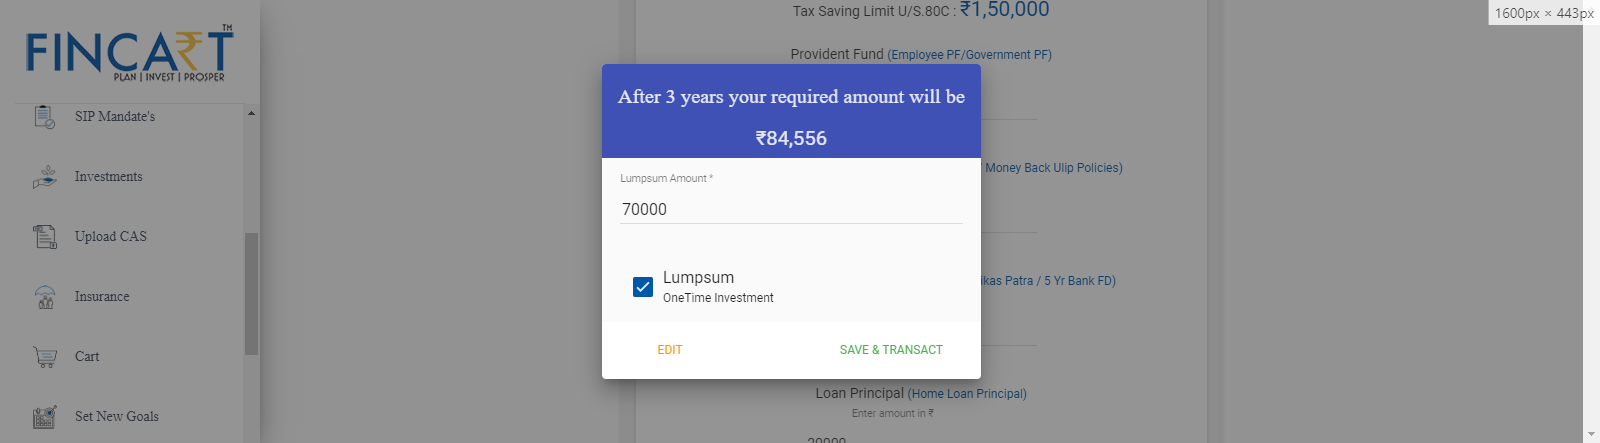 FINCART
TM
PLAN | INVEST | PROSPER
SIP Mandate's
Investments
Upload CAS
Insurance
Cart
Set New Goals
Tax Saving Limit U/S.80C : ₹1,50,000
Provident Fund (Employee PF/Government PF)
After 3 years your required amount will be
₹84,556
Lumpsum Amount *
70000
Lumpsum
OneTime Investment
EDIT
SAVE & TRANSACT
Money Back Ulip Policies)
ikas Patra / 5 Yr Bank FD)
Loan Principal (Home Loan Principal)
Enter amount in ₹
1600px × 443px